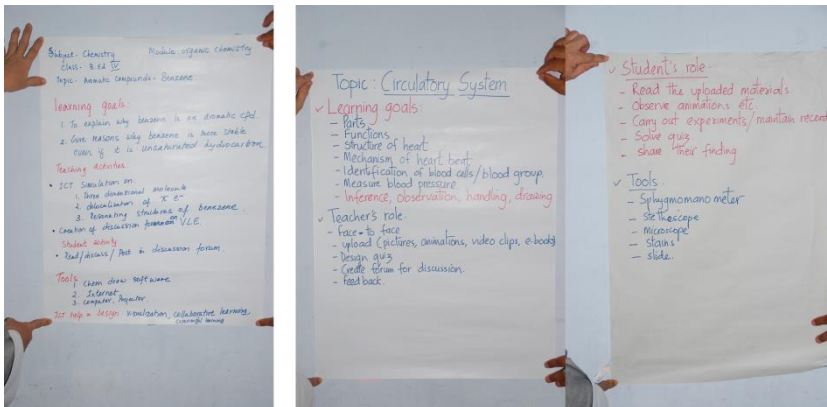 Subject - Chemistry Module: organic chemistry
Class - B.Ed IV
Topic - Aromatic Compounds - Benzene
Learning goals:
1. To explain why benzene is an aromatic cpd.
2. Give reasons why benzene is more stable
even if it is unsaturated hydrocarbon.
Teaching Activities
• ICT Simulation on
1. Three dimentional molecule
2. delocalization of π e-
3. Resonating structures of benezene.
• Creation of discussion on VLE.
Student activity
• Read/discuss/Post in discussion forum.
Tools
1. Chem draw software
2. Internet
3. Computer, Projector
ICT help in design: Visualization, collaborative learning,
Topic: Circulatory System
✓ Learning goals:
- Parts
- Functions
- Structure of heart
- Mechanism of heart beat
- Identification of blood cells/blood group.
- Measure blood pressure.
- Inference, observation, handling, drawing
✓ Teacher's role
- Face-to face
- upload (pictures, animations, video clips, e-books)
- Design quiz
- Create forum for discussion.
- Feedback.
✓ Student's role
- Read the uploaded materials
- Observe animations etc
- Carry out experiments/maintain record
- Solve quiz.
- share their finding
✓ Tools
- Sphygmomano meter
- Stethoscope
- microscope
- stains
- slide.